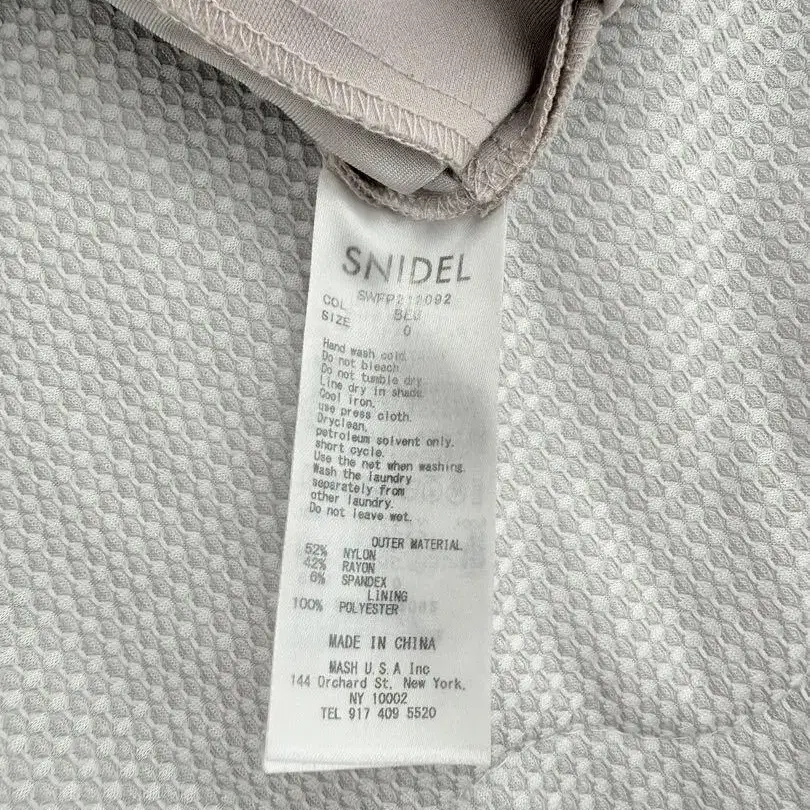 SNIDEL
SWFP212092
COL BEG
SIZE 0
Hand wash cold.
Do not bleach.
Do not tumble dry.
Line dry in shade.
Cool iron.
use press cloth.
Dryclean.
petroleum solvent only.
short cycle.
Use the net when washing.
Wash the laundry
separately from
other laundry.
Do not leave wet.
OUTER MATERIAL
52% NYLON
42% RAYON
6% SPANDEX
LINING
100% POLYESTER
MADE IN CHINA
MASH U.S.A Inc
144 Orchard St, New York,
NY 10002
TEL 917 409 5520